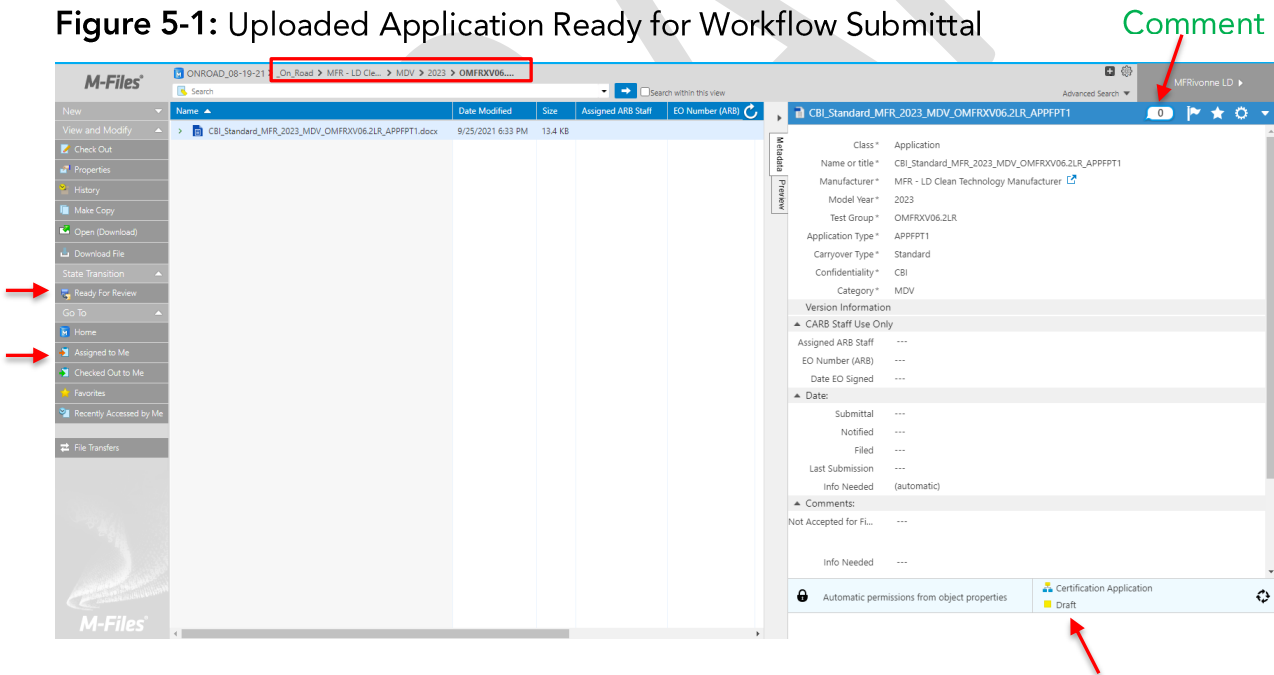 Figure 5-1: Uploaded Application Ready for Workflow Submittal
Comment
M-Files®
ONROAD_08-19-21 > _On_Road > MFR - LD Cle... > MDV > 2023 > OMFRXV06....
Search
Search within this view
Advanced Search
MFRivonne LD
New
View and Modify
Check Out
Properties
History
Make Copy
Open (Download)
Download File
State Transition
Ready For Review
Go To
Home
Assigned to Me
Checked Out to Me
Favorites
Recently Accessed by Me
File Transfers
M-Files®
Name Date Modified Size Assigned ARB Staff EO Number (ARB)
CBI_Standard_MFR_2023_MDV_OMFRXV06.2LR_APPFPT1.docx 9/25/2021 6:33 PM 13.4 KB
Metadata
Preview
CBI_Standard_MFR_2023_MDV_OMFRXV06.2LR_APPFPT1
0
Class* Application
Name or title* CBI_Standard_MFR_2023_MDV_OMFRXV06.2LR_APPFPT1
Manufacturer* MFR - LD Clean Technology Manufacturer
Model Year* 2023
Test Group* OMFRXV06.2LR
Application Type* APPFPT1
Carryover Type* Standard
Confidentiality* CBI
Category* MDV
Version Information
CARB Staff Use Only
Assigned ARB Staff ---
EO Number (ARB) ---
Date EO Signed ---
Date:
Submittal ---
Notified ---
Filed ---
Last Submission ---
Info Needed (automatic)
Comments:
Not Accepted for Fi... ---
Info Needed ---
Automatic permissions from object properties
Certification Application
Draft